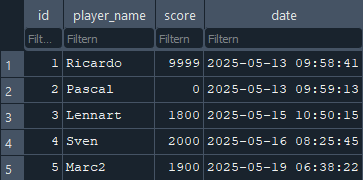 id player_name score date
Filt... Filtern Filtern Filtern
1 1 Ricardo 9999 2025-05-13 09:58:41
2 2 Pascal 0 2025-05-13 09:59:13
3 3 Lennart 1800 2025-05-15 10:50:15
4 4 Sven 2000 2025-05-16 08:25:45
5 5 Marc2 1900 2025-05-19 06:38:22